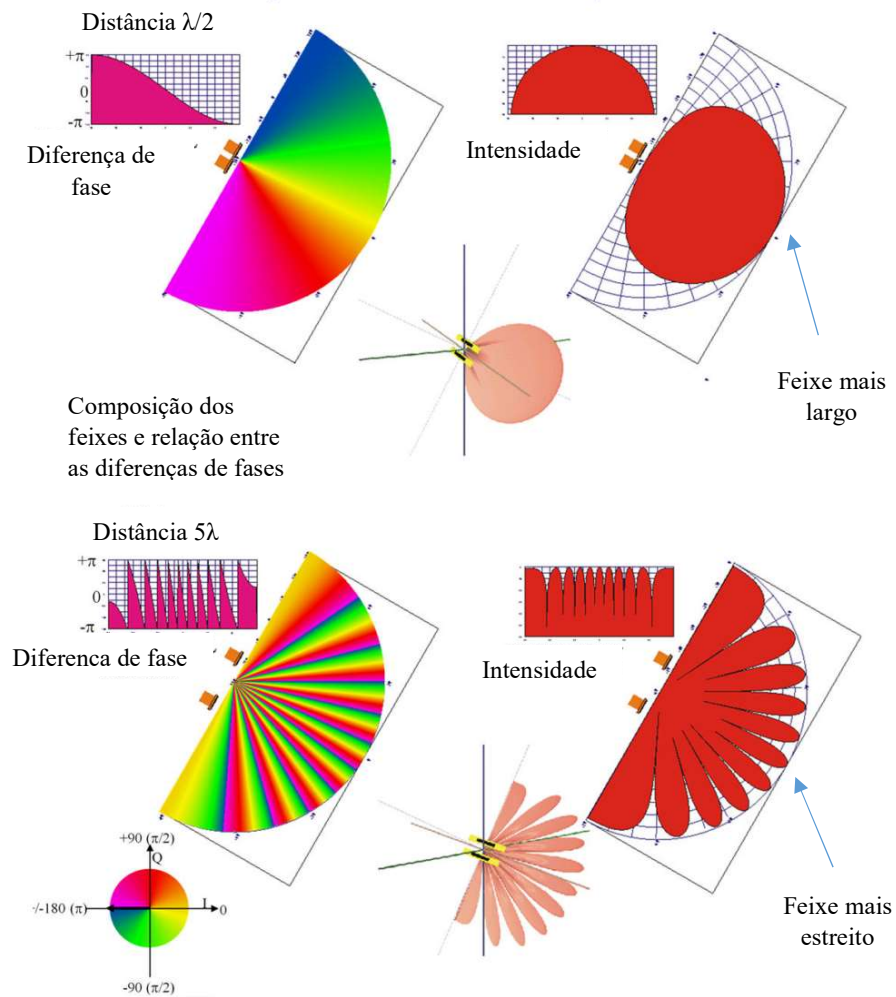 Distância λ/2
+π
0
-π
Diferença de
fase
Intensidade
Feixe mais
largo
Composição dos
feixes e relação entre
as diferenças de fases
Distância 5λ
+π
0
-π
Diferenca de fase
Intensidade
Feixe mais
estreito
+90 (π/2)
Q
I
0
·/-180 (π)
-90 (π/2)